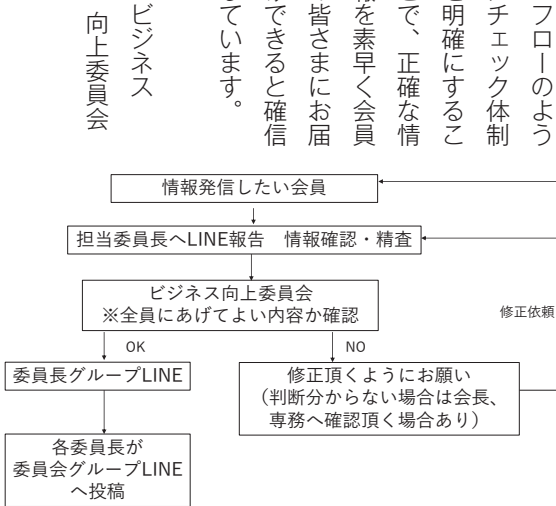 フローのよう
チェック体制
明確にするこ
で、正確な情
報を素早く会員
皆さまにお届
できると確信
ています。
ビジネス
向上委員会
情報発信したい会員
担当委員長へLINE報告　情報確認・精査
ビジネス向上委員会
※全員にあげてよい内容か確認
修正依頼
OK
NO
委員長グループLINE
修正頂くようにお願い
（判断分からない場合は会長、
専務へ確認頂く場合あり）
各委員長が
委員会グループLINE
へ投稿